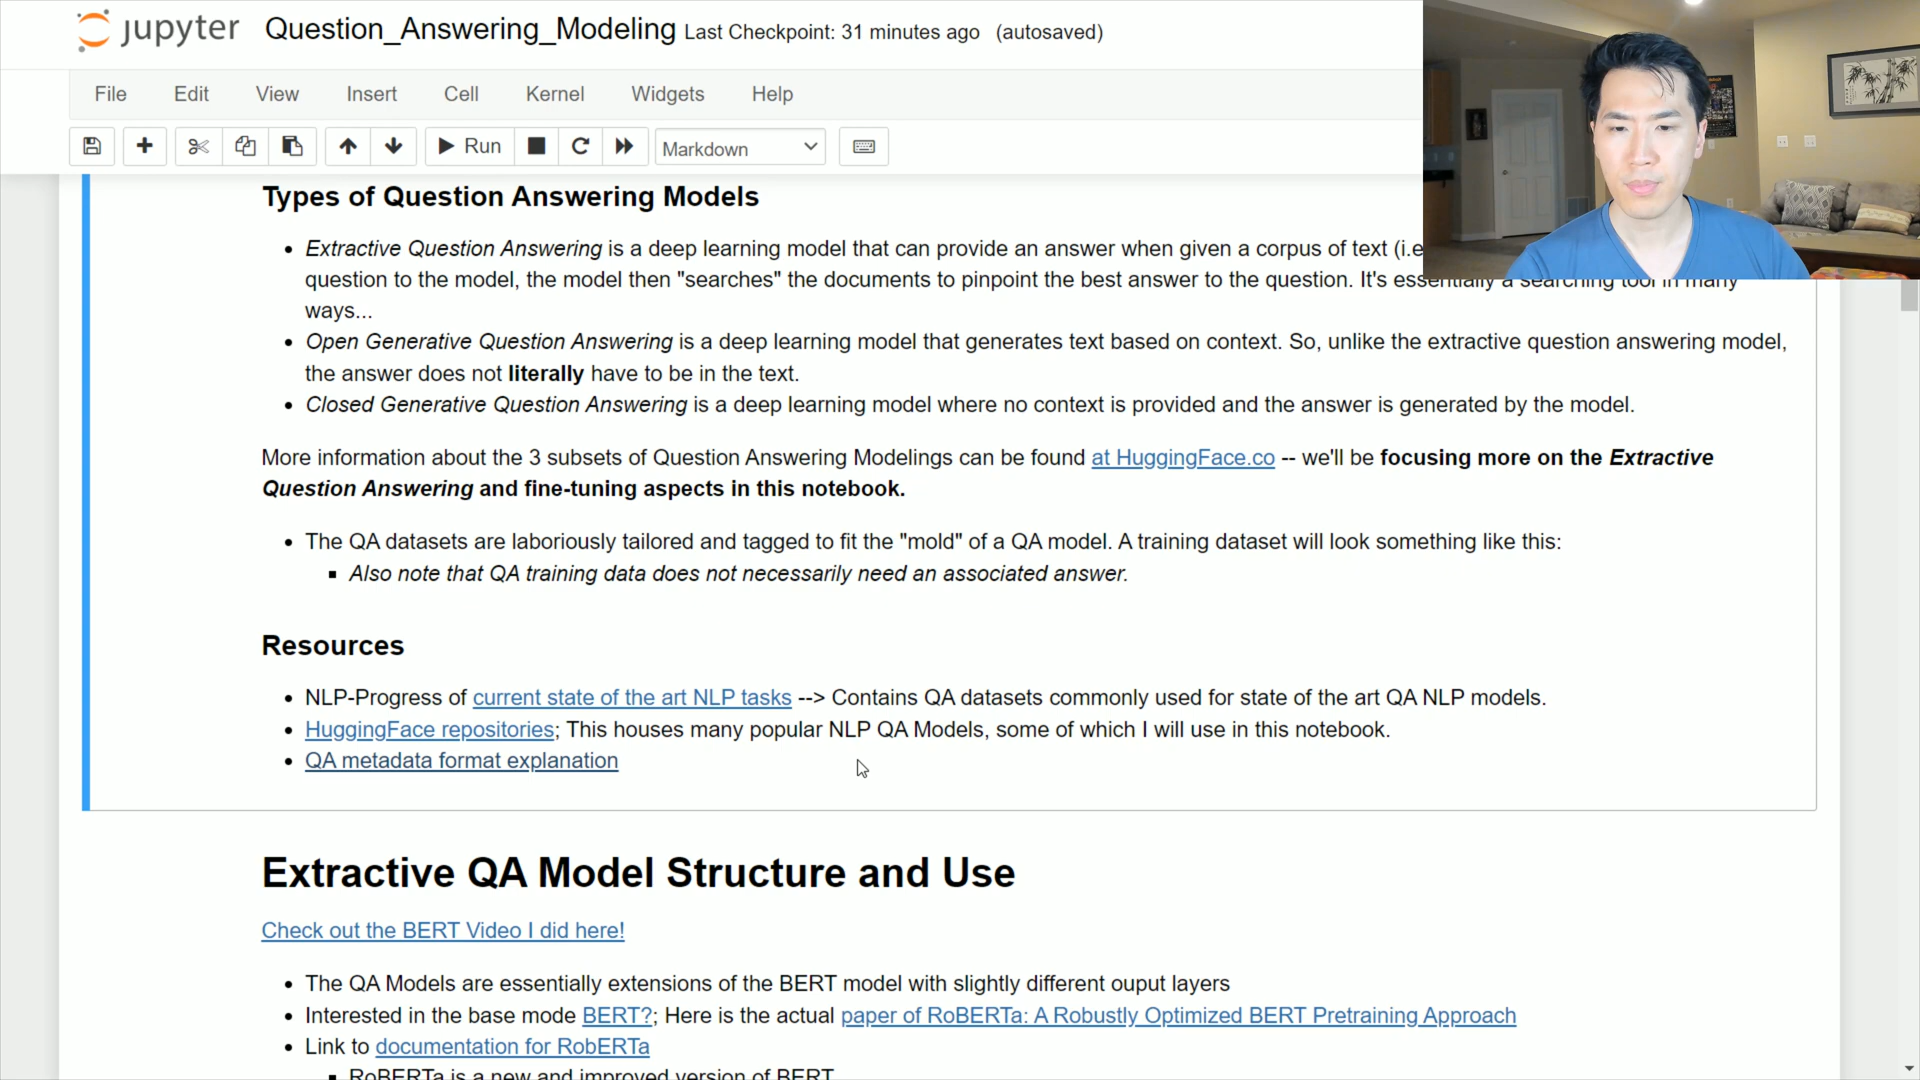 jupyter Question_Answering_Modeling Last Checkpoint: 31 minutes ago (autosaved)
File Edit View Insert Cell Kernel Widgets Help
Run Markdown
Types of Question Answering Models
Extractive Question Answering is a deep learning model that can provide an answer when given a corpus of text (i.e
question to the model, the model then "searches" the documents to pinpoint the best answer to the question. It's essentially a searching tool in many
ways...
Open Generative Question Answering is a deep learning model that generates text based on context. So, unlike the extractive question answering model,
the answer does not literally have to be in the text.
Closed Generative Question Answering is a deep learning model where no context is provided and the answer is generated by the model.
More information about the 3 subsets of Question Answering Modelings can be found at HuggingFace.co -- we'll be focusing more on the Extractive
Question Answering and fine-tuning aspects in this notebook.
The QA datasets are laboriously tailored and tagged to fit the "mold" of a QA model. A training dataset will look something like this:
Also note that QA training data does not necessarily need an associated answer.
Resources
NLP-Progress of current state of the art NLP tasks --> Contains QA datasets commonly used for state of the art QA NLP models.
HuggingFace repositories; This houses many popular NLP QA Models, some of which I will use in this notebook.
QA metadata format explanation
Extractive QA Model Structure and Use
Check out the BERT Video I did here!
The QA Models are essentially extensions of the BERT model with slightly different ouput layers
Interested in the base mode BERT?; Here is the actual paper of RoBERTa: A Robustly Optimized BERT Pretraining Approach
Link to documentation for RobERTa
RoBERTa is a new and improved version of BERT